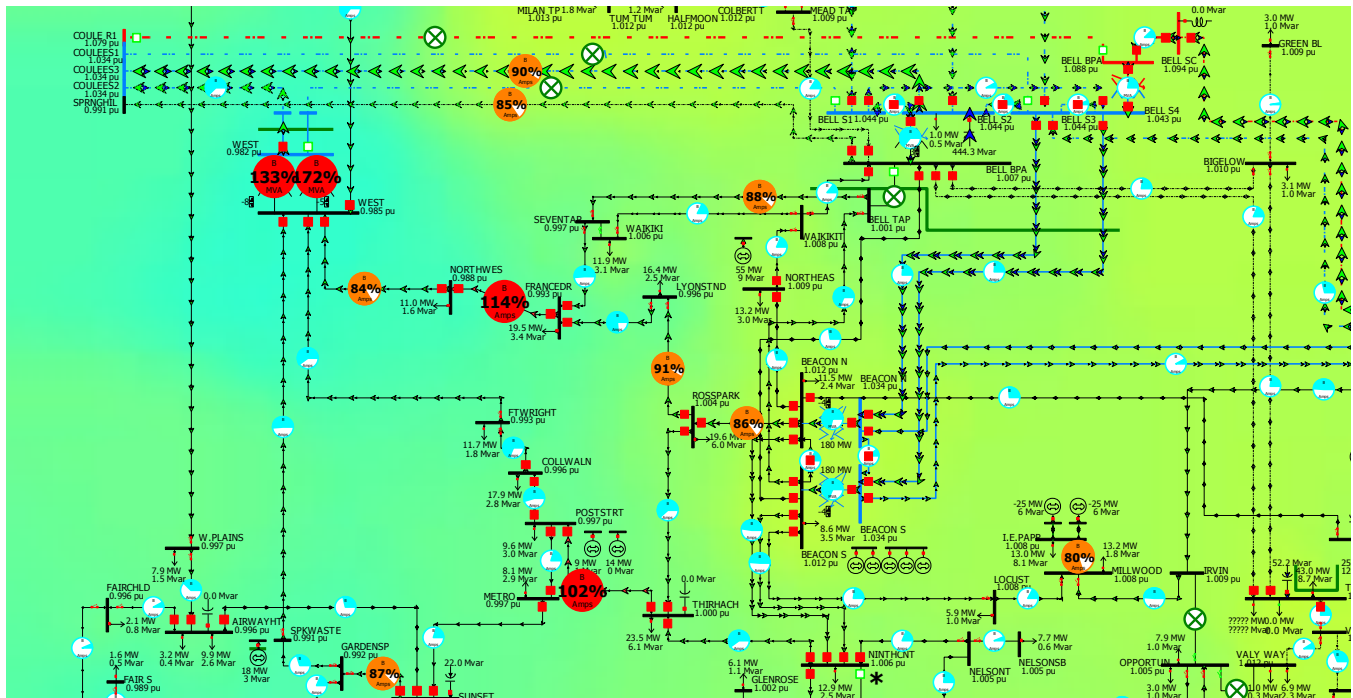 MILAN TP
1.013 pu
1.8 Mvar
1.2 Mvar
TUM TUM
1.012 pu
HALFMOON
1.012 pu
COLBERTT
1.012 pu
MEAD TAP
1.009 pu
0.0 Mvar
3.0 MW
1.0 Mvar
GREEN BL
1.009 pu
COULE R1
1.079 pu
COULEES1
1.034 pu
COULEES3
1.034 pu
COULEES2
1.034 pu
SPRNGHIL
0.991 pu
90%
Amps
85%
Amps
BELL BPA
1.088 pu
BELL SC
1.094 pu
BELL S1
1.044 pu
BELL S2
1.044 pu
BELL S3
1.044 pu
BELL S4
1.043 pu
1.0 MW
0.5 Mvar
444.3 Mvar
WEST
0.982 pu
133%
MVA
172%
MVA
WEST
0.985 pu
BELL BPA
1.007 pu
BIGELOW
1.010 pu
3.1 MW
1.0 Mvar
88%
Amps
SEVENTAP
0.997 pu
WAIKIKI
1.006 pu
11.9 MW
3.1 Mvar
WAIKIKIT
1.008 pu
BELL TAP
1.001 pu
55 MW
9 Mvar
NORTHEAS
1.009 pu
13.2 MW
3.0 Mvar
84%
Amps
NORTHWES
0.988 pu
11.0 MW
1.6 Mvar
114%
Amps
FRANCEDR
0.993 pu
19.5 MW
3.4 Mvar
16.4 MW
2.5 Mvar
LYONSTND
0.996 pu
91%
Amps
BEACON N
1.012 pu
11.5 MW
2.4 Mvar
BEACON N
1.034 pu
ROSSPARK
1.004 pu
19.6 MW
6.0 Mvar
86%
Amps
180 MW
180 MW
FTWRIGHT
0.993 pu
11.7 MW
1.8 Mvar
COLLWALN
0.996 pu
17.9 MW
2.8 Mvar
POSTSTRT
0.997 pu
9.6 MW
3.0 Mvar
9 MW
14 MW
0 Mvar
8.6 MW
3.5 Mvar
BEACON S
1.012 pu
BEACON S
1.034 pu
-25 MW
6 Mvar
-25 MW
6 Mvar
I.E.PAPR
1.008 pu
13.0 MW
8.1 Mvar
80%
Amps
13.2 MW
1.8 Mvar
MILLWOOD
1.008 pu
IRVIN
1.009 pu
LOCUST
1.008 pu
5.9 MW
1.0 Mvar
52.2 Mvar
43.0 MW
8.7 Mvar
????? MW
????? Mvar
0.0 MW
0.0 Mvar
W.PLAINS
0.997 pu
7.9 MW
1.5 Mvar
FAIRCHLD
0.996 pu
2.1 MW
0.8 Mvar
0.0 Mvar
AIRWAYHT
0.996 pu
3.2 MW
0.4 Mvar
9.9 MW
2.6 Mvar
SPKWASTE
0.991 pu
18 MW
3 Mvar
GARDENSP
0.992 pu
87%
Amps
22.0 Mvar
SUNSET
1.6 MW
0.5 Mvar
FAIR S
0.989 pu
8.1 MW
2.9 Mvar
METRO
0.997 pu
102%
Amps
0.0 Mvar
THIRHACH
1.000 pu
23.5 MW
6.1 Mvar
6.1 MW
1.1 Mvar
GLENROSE
1.002 pu
NINTHCNT
1.006 pu
12.9 MW
2.5 Mvar
*
NELSONT
1.005 pu
7.7 MW
0.6 Mvar
NELSONSB
1.005 pu
7.9 MW
1.0 Mvar
OPPORTUN
1.005 pu
3.0 MW
VALY WAY
1.012 pu
6.9 MW
2.3 Mvar